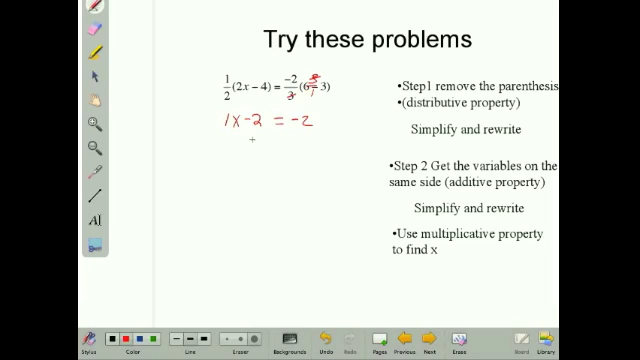 Try these problems
1/2 (2x – 4) = –2/3 (6 – 3)
1x - 2 = -2
•Step1 remove the parenthesis
•(distributive property)
Simplify and rewrite
•Step 2 Get the variables on the
same side (additive property)
Simplify and rewrite
•Use multiplicative property
to find x
Stylus
Color
Line
Eraser
Background
Undo
Reset
Pages
Previous
Next
Erase
Board
Library